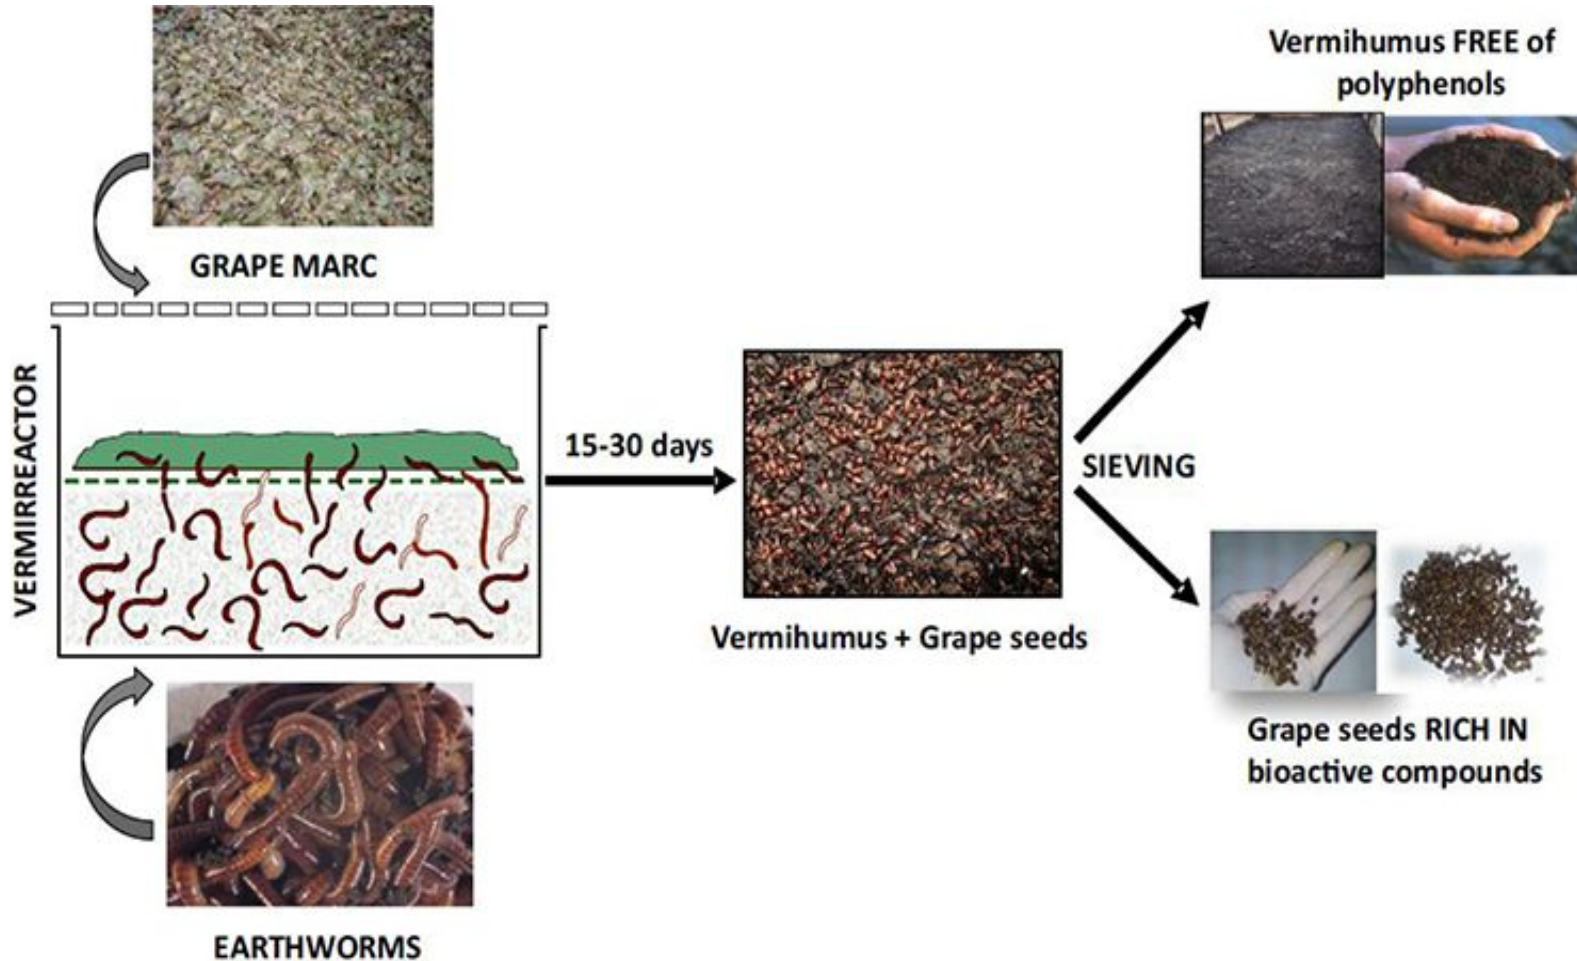 GRAPE MARC
VERMIRREACTOR
EARTHWORMS
15-30 days
Vermihumus + Grape seeds
SIEVING
Vermihumus FREE of
polyphenols
Grape seeds RICH IN
bioactive compounds